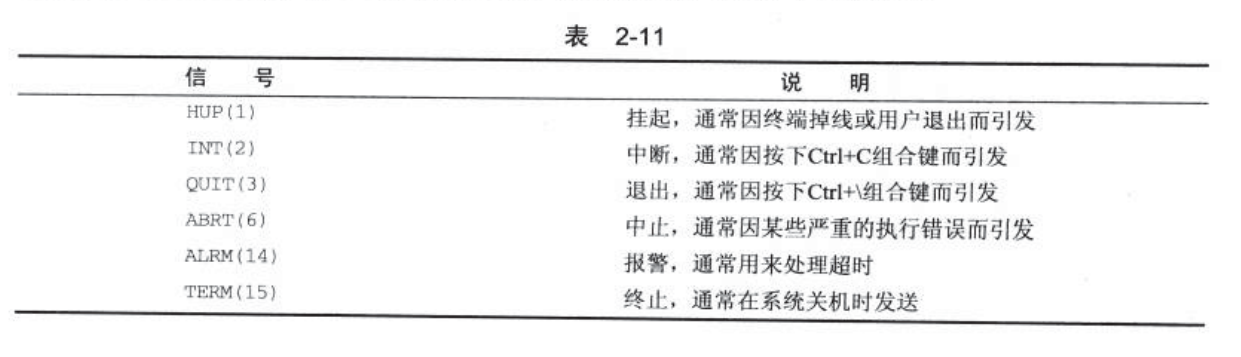 表 2-11
信 号 说 明
HUP(1) 挂起，通常因终端掉线或用户退出而引发
INT(2) 中断，通常因按下Ctrl+C组合键而引发
QUIT(3) 退出，通常因按下Ctrl+\组合键而引发
ABRT(6) 中止，通常因某些严重的执行错误而引发
ALRM(14) 报警，通常用来处理超时
TERM(15) 终止，通常在系统关机时发送